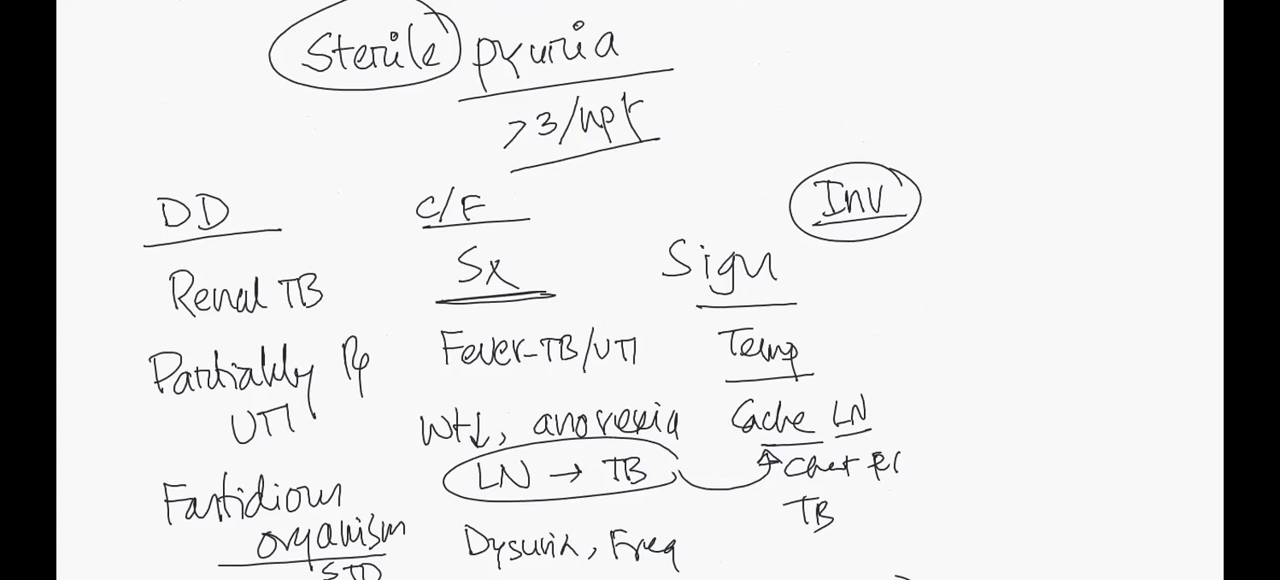 Sterile pyuria
>3/hpf
DD
Renal TB
Partially Rx
UTI
Fastidious
organism
STD
C/F
Sx
Fever-TB/UTI
Wt↓, anorexia
LN → TB
Dysuria, Freq
Inv
Sign
Temp
Cache LN
Chest
TB